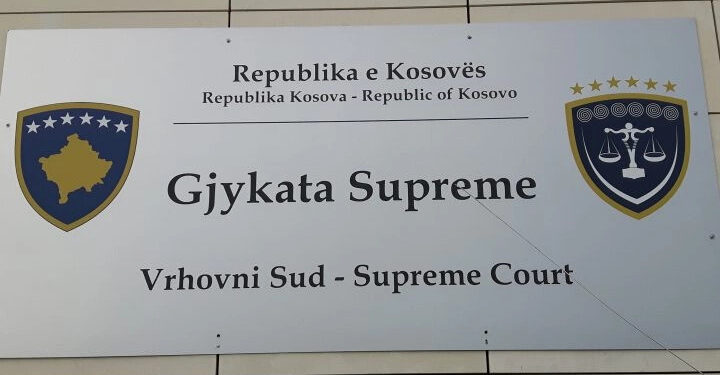 Republika e Kosovës
Republika Kosova - Republic of Kosovo
Gjykata Supreme
Vrhovni Sud - Supreme Court